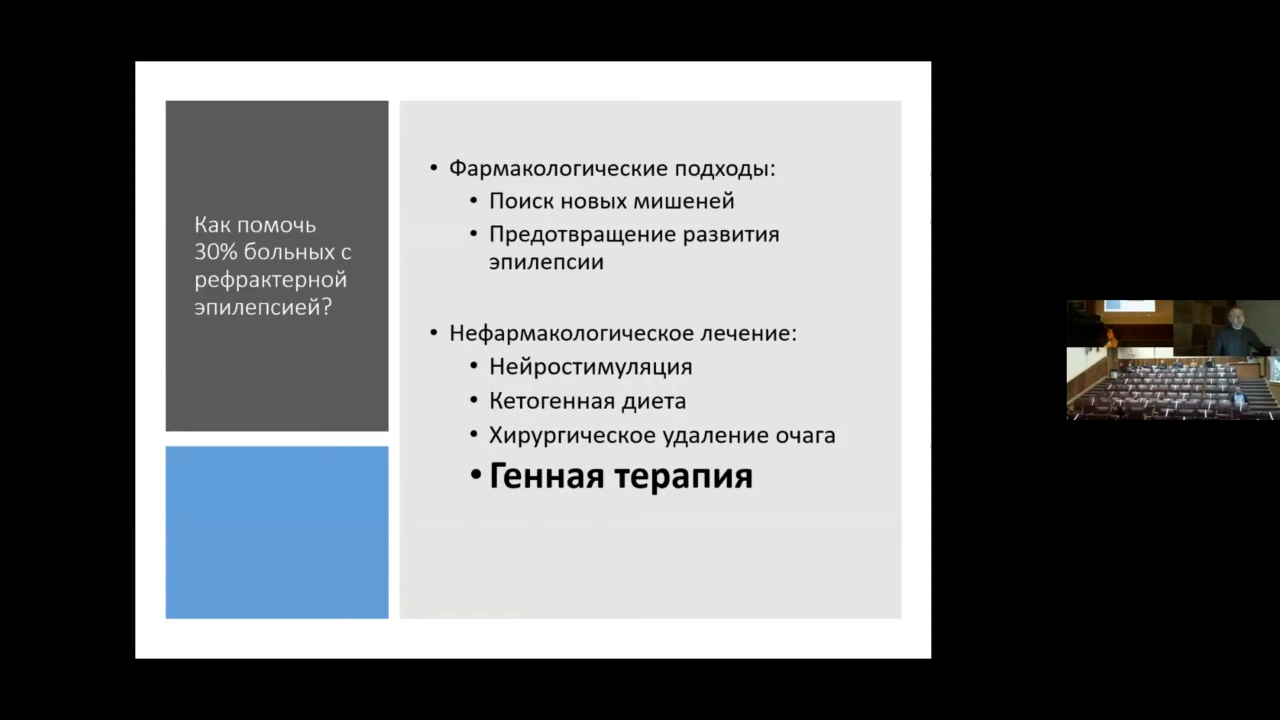 Как помочь
30% больных с
рефрактерной
эпилепсией?
• Фармакологические подходы:
• Поиск новых мишеней
• Предотвращение развития
эпилепсии
• Нефармакологическое лечение:
• Нейростимуляция
• Кетогенная диета
• Хирургическое удаление очага
• Генная терапия